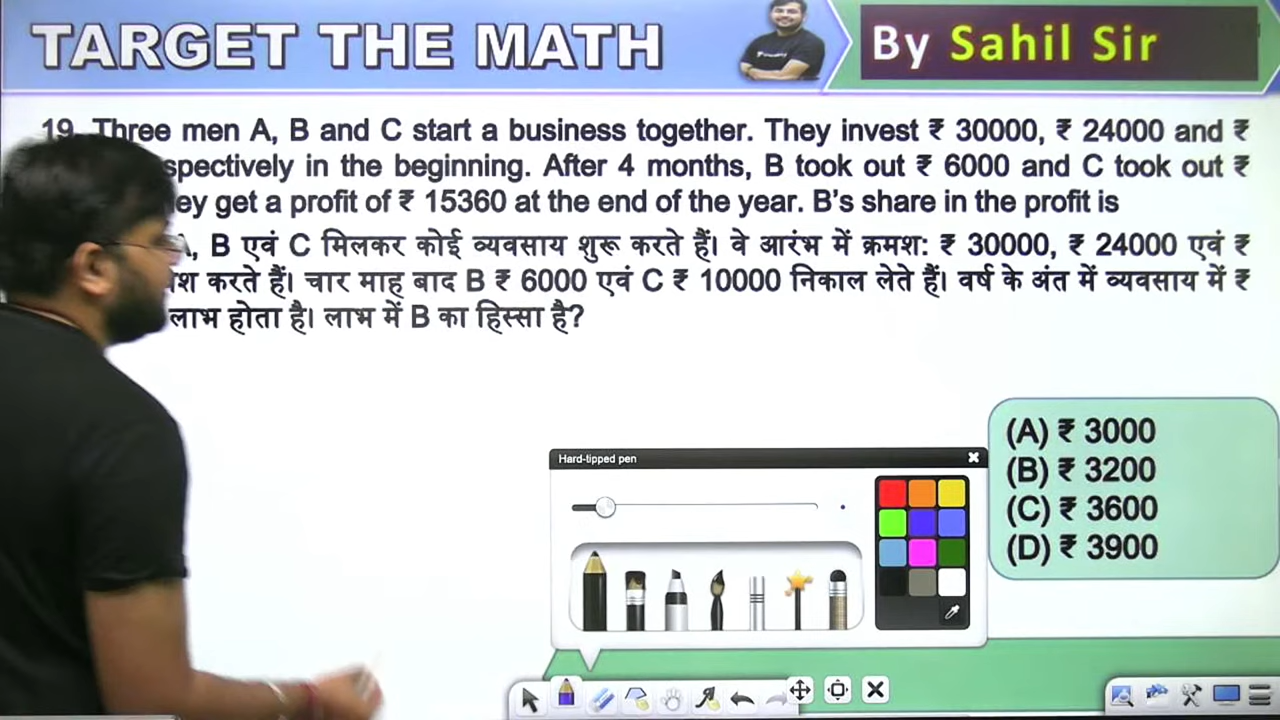 TARGET THE MATH
By Sahil Sir
19. Three men A, B and C start a business together. They invest ₹ 30000, ₹ 24000 and ₹
spectively in the beginning. After 4 months, B took out ₹ 6000 and C took out ₹
ey get a profit of ₹ 15360 at the end of the year. B's share in the profit is
A, B एवं C मिलकर कोई व्यवसाय शुरू करते हैं। वे आरंभ में क्रमश: ₹ 30000, ₹ 24000 एवं ₹
श करते हैं। चार माह बाद B ₹ 6000 एवं C ₹ 10000 निकाल लेते हैं। वर्ष के अंत में व्यवसाय में ₹
लाभ होता है। लाभ में B का हिस्सा है?
(A) ₹ 3000
(B) ₹ 3200
(C) ₹ 3600
(D) ₹ 3900
Hard-tipped pen